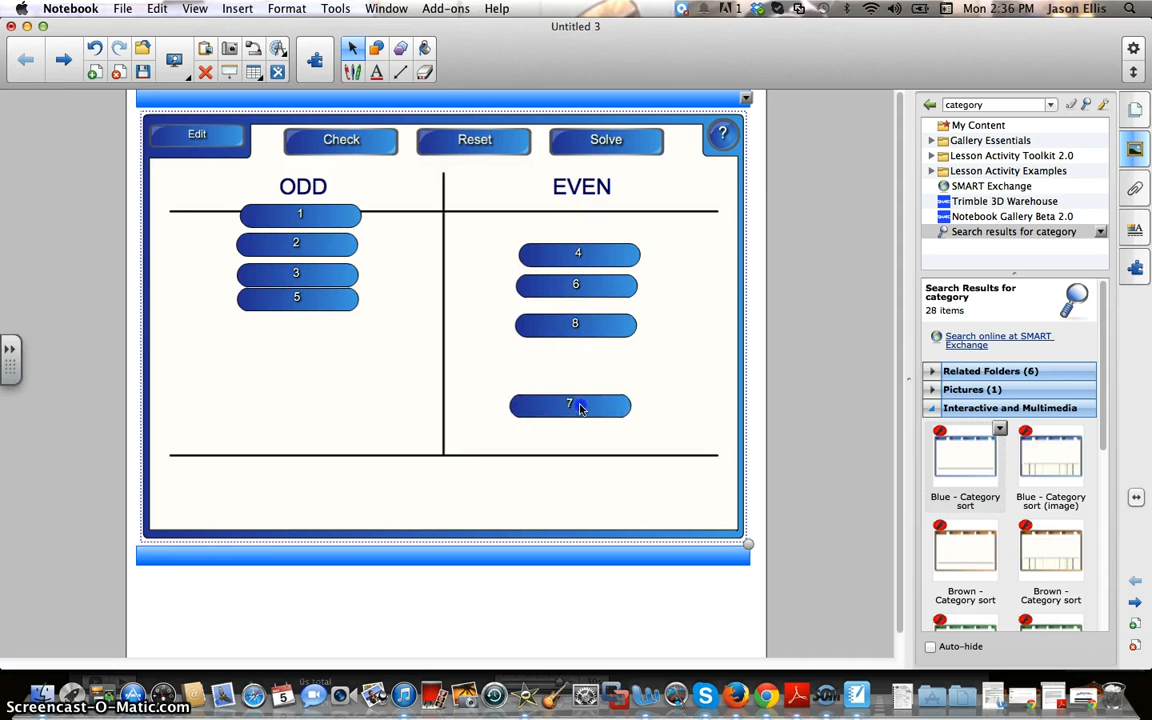 Notebook File Edit View Insert Format Tools Window Add-ons Help 1 Mon 2:36 PM Jason Ellis
Untitled 3
category
My Content
Gallery Essentials
Lesson Activity Toolkit 2.0
Lesson Activity Examples
SMART Exchange
Trimble 3D Warehouse
Notebook Gallery Beta 2.0
Search results for category
Edit Check Reset Solve ?
ODD EVEN
1
2
3
5
4
6
8
7
Search Results for
category
28 items
Search online at SMART
Exchange
Related Folders (6)
Pictures (1)
Interactive and Multimedia
Blue - Category
sort
Blue - Category
sort (image)
Brown -
Category sort
Brown -
Category sort
Auto-hide
0s total
5
Screencast-O-Matic.com